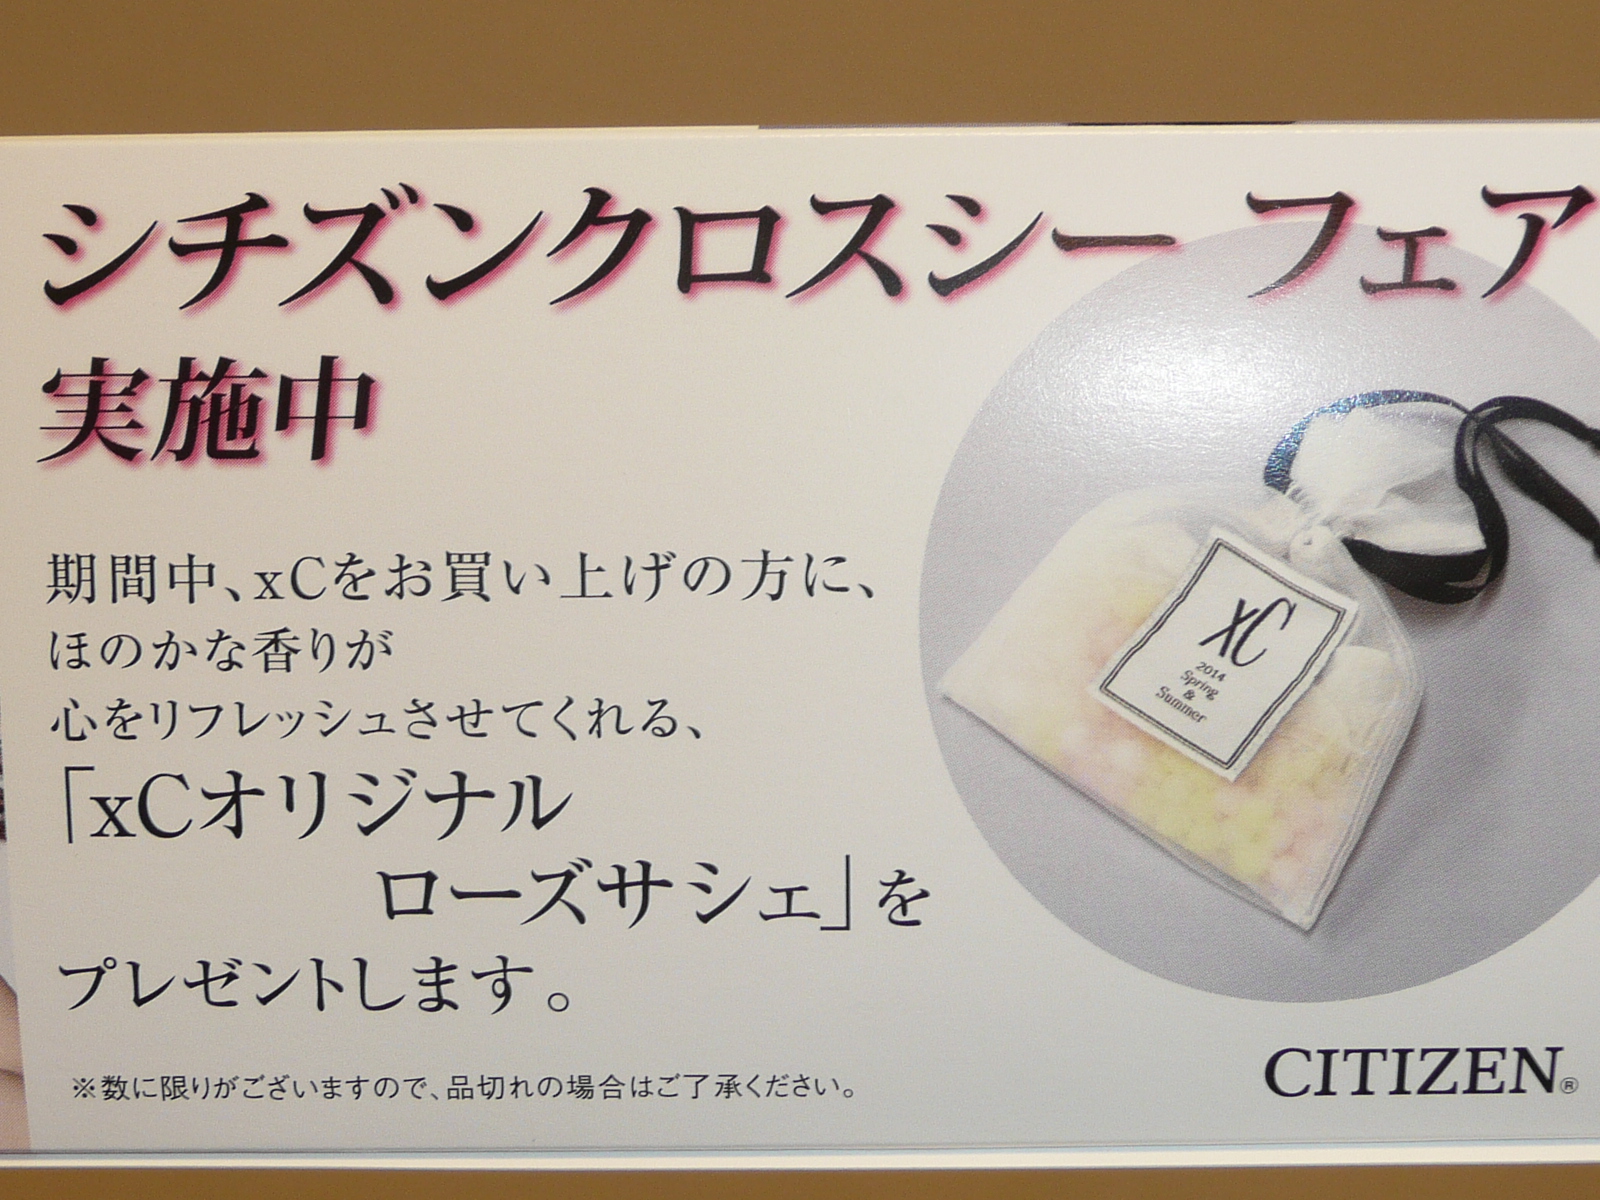 シチズンクロスシー フェア
実施中
期間中、xCをお買い上げの方に、
ほのかな香りが
心をリフレッシュさせてくれる、
「xCオリジナル
ローズサシェ」を
プレゼントします。
※数に限りがございますので、品切れの場合はご了承ください。
xC
2014
Spring
&
Summer
CITIZEN®